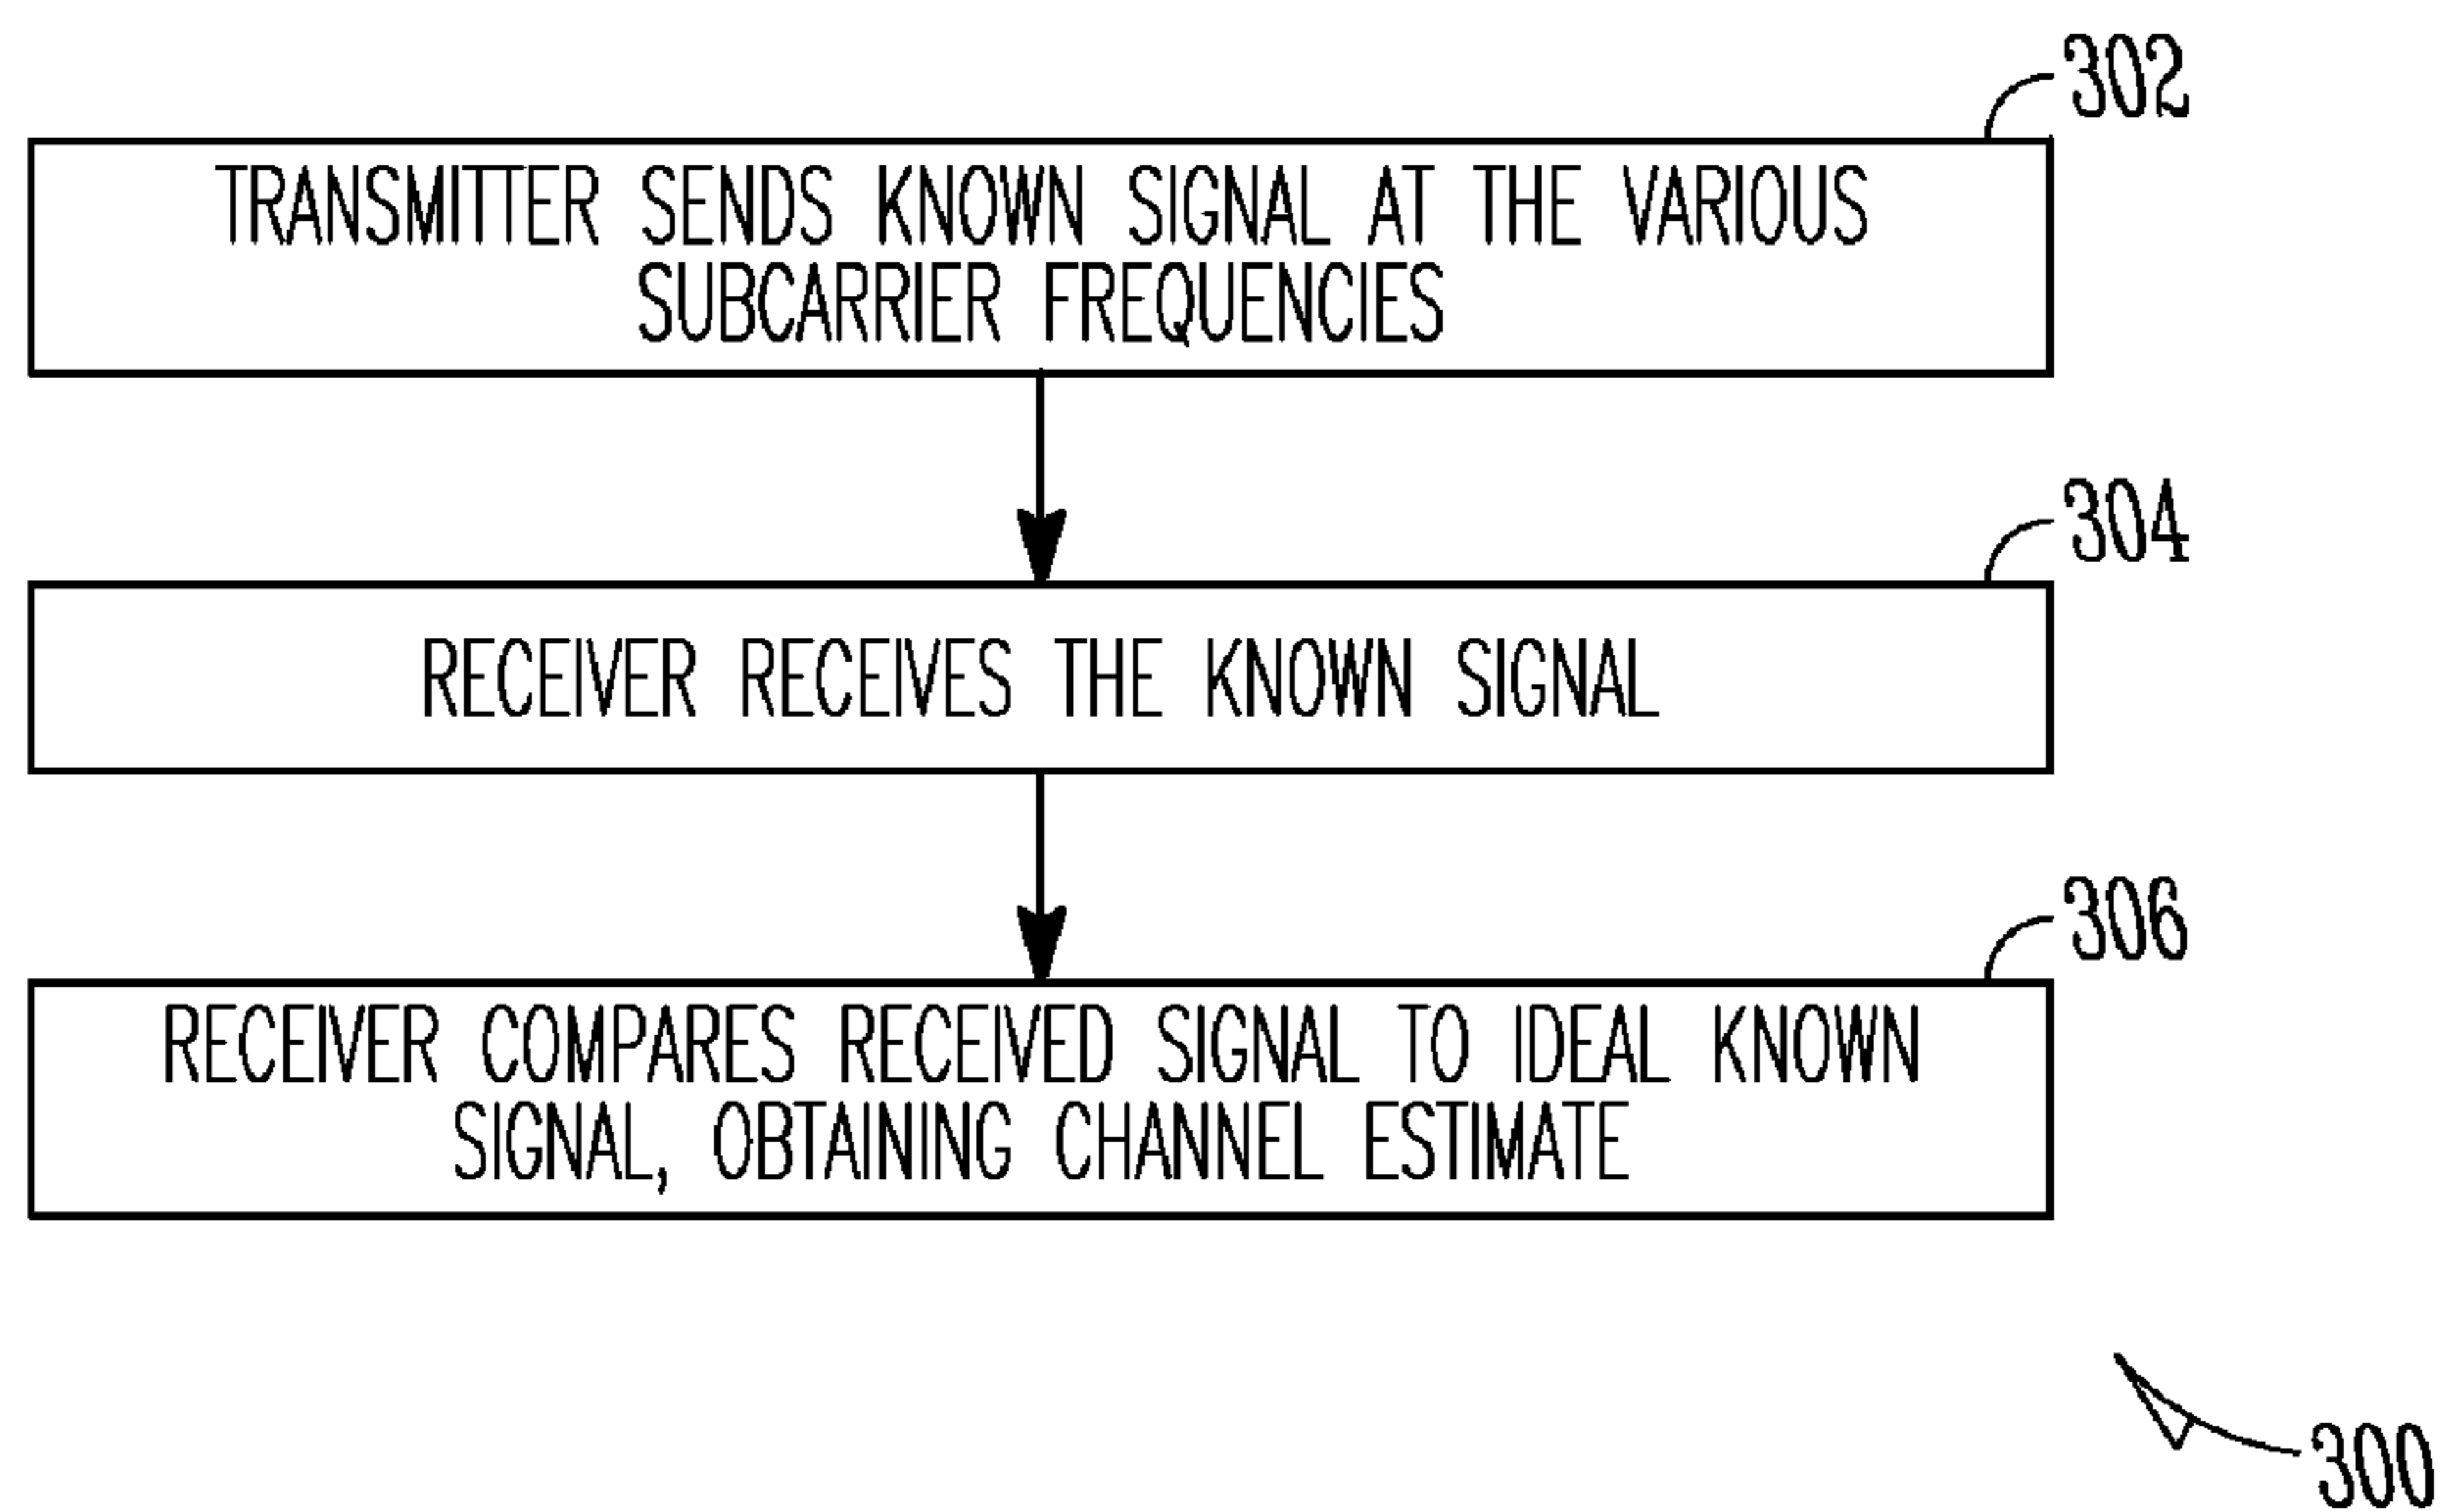 302
TRANSMITTER SENDS KNOWN SIGNAL AT THE VARIOUS
SUBCARRIER FREQUENCIES
304
RECEIVER RECEIVES THE KNOWN SIGNAL
306
RECEIVER COMPARES RECEIVED SIGNAL TO IDEAL KNOWN
SIGNAL, OBTAINING CHANNEL ESTIMATE
300